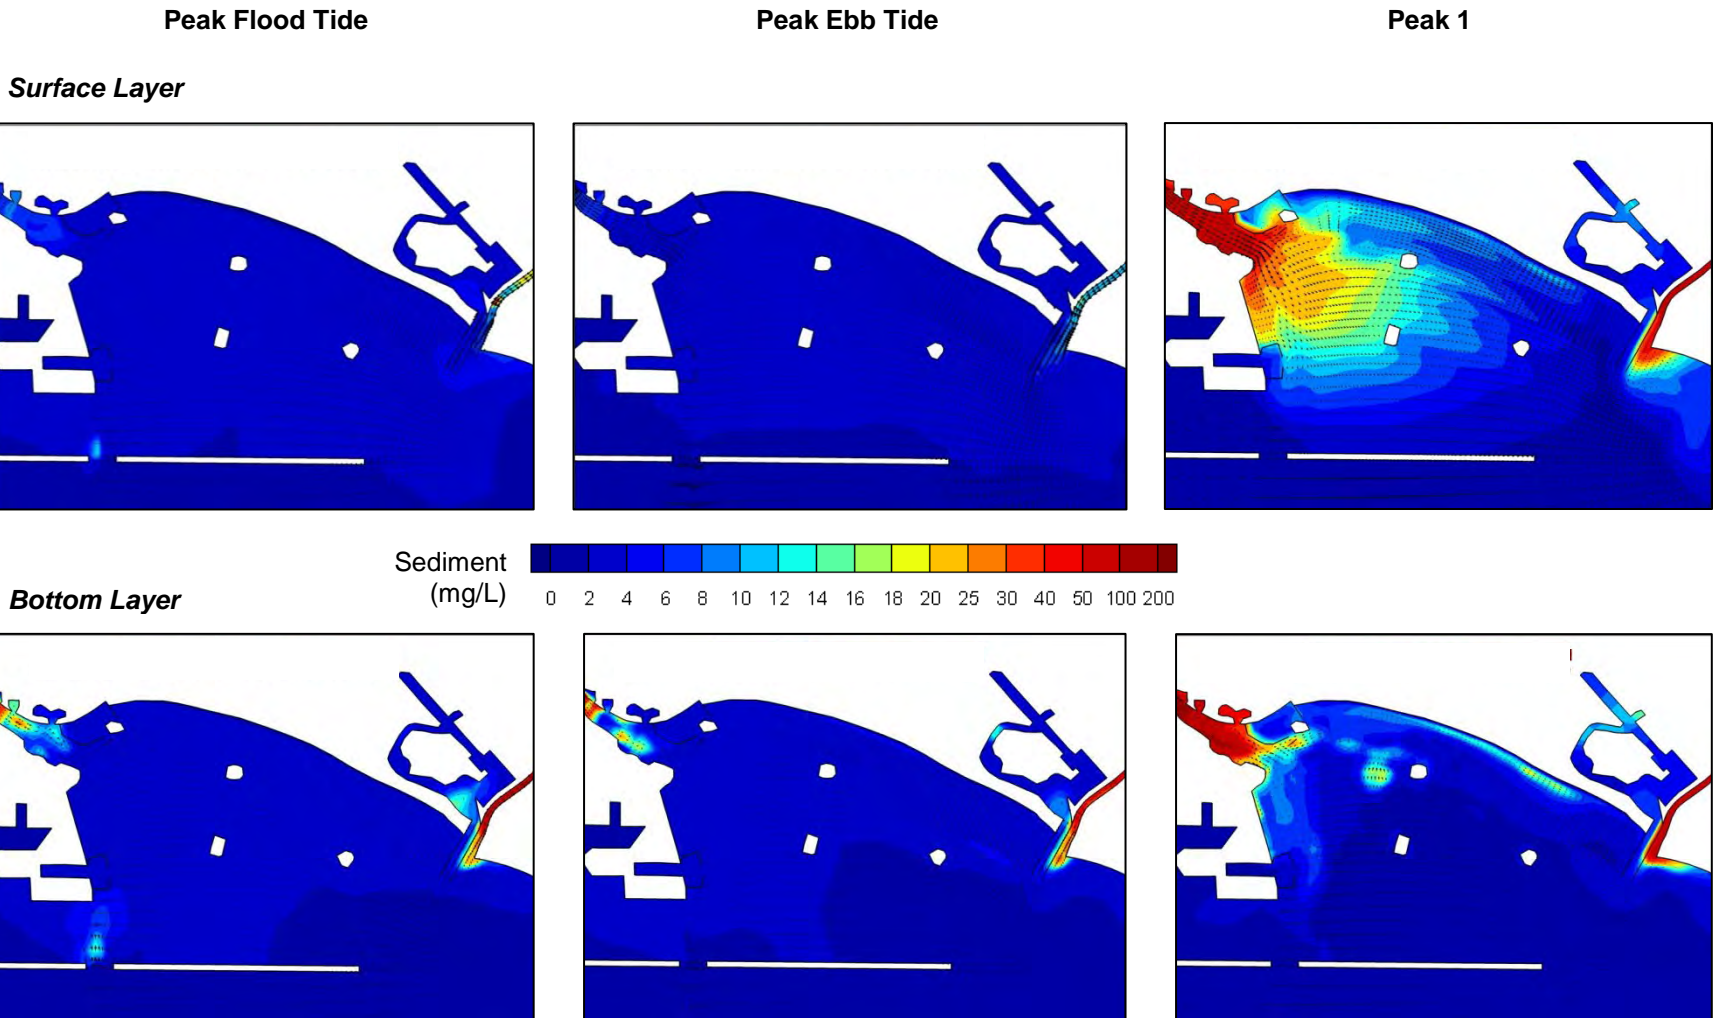 Peak Flood Tide Peak Ebb Tide Peak 1
Surface Layer
Sediment
(mg/L)
0 2 4 6 8 10 12 14 16 18 20 25 30 40 50 100 200
Bottom Layer